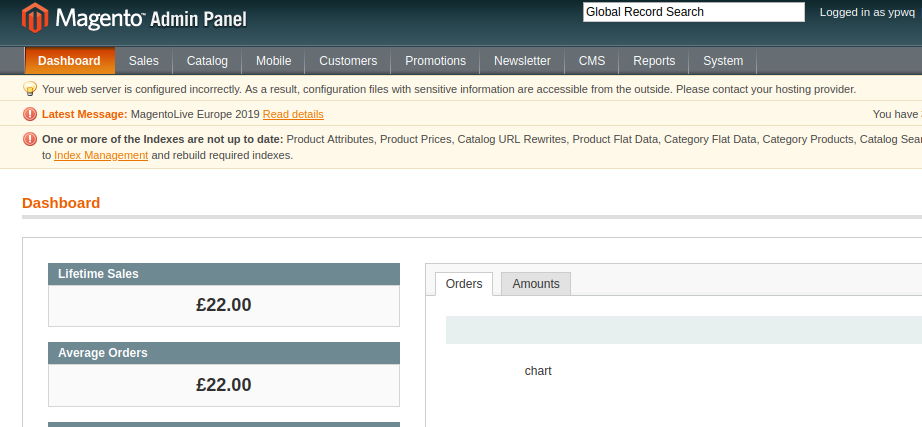 Magento™ Admin Panel
Global Record Search
Logged in as ypwq
Dashboard Sales Catalog Mobile Customers Promotions Newsletter CMS Reports System
Your web server is configured incorrectly. As a result, configuration files with sensitive information are accessible from the outside. Please contact your hosting provider.
Latest Message: MagentoLive Europe 2019 Read details
You have
One or more of the Indexes are not up to date: Product Attributes, Product Prices, Catalog URL Rewrites, Product Flat Data, Category Flat Data, Category Products, Catalog Sear
to Index Management and rebuild required indexes.
Dashboard
Lifetime Sales
£22.00
Average Orders
£22.00
Orders Amounts
chart